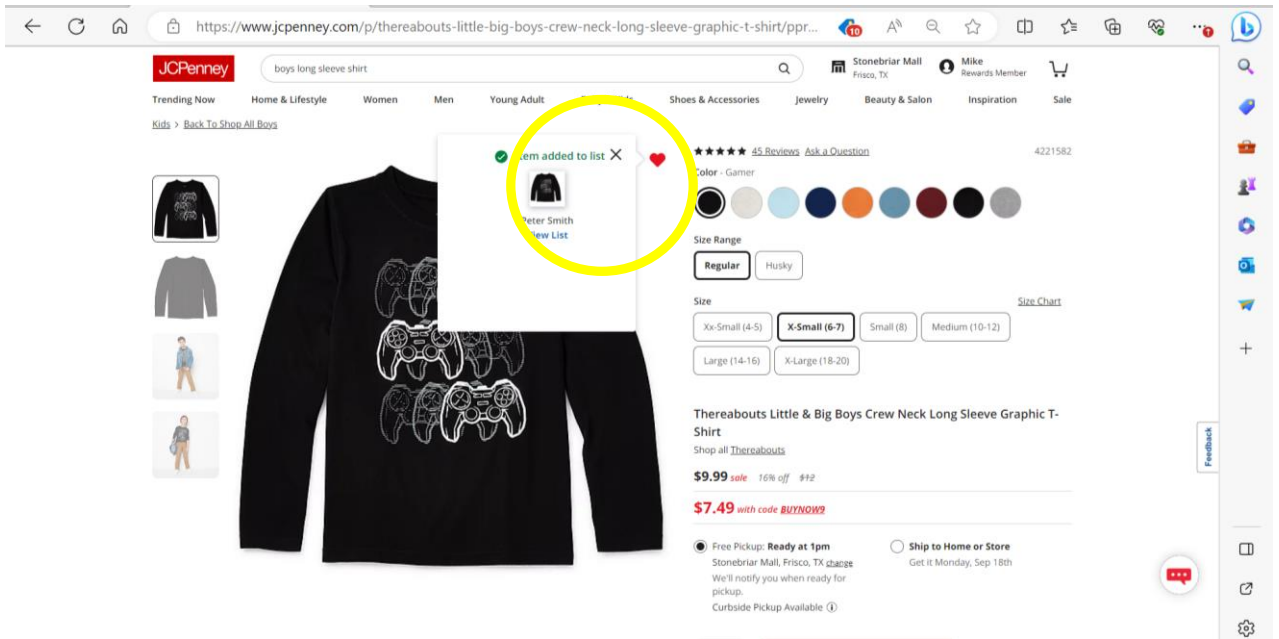 https://www.jcpenney.com/p/thereabouts-little-big-boys-crew-neck-long-sleeve-graphic-t-shirt/ppr...
10
JCPenney
boys long sleeve shirt
Stonebriar Mall
Frisco, TX
Mike
Rewards Member
Trending Now Home & Lifestyle Women Men Young Adult Shoes & Accessories Jewelry Beauty & Salon Inspiration Sale
Kids > Back To Shop All Boys
added to list
Peter Smith
View List
45 Reviews Ask a Question 4221582
Color - Gamer
Size Range
Regular Husky
Size Size Chart
Xx-Small (4-5) X-Small (6-7) Small (8) Medium (10-12)
Large (14-16) X-Large (18-20)
Thereabouts Little & Big Boys Crew Neck Long Sleeve Graphic T-
Shirt
Shop all Thereabouts
$9.99 sale 16% off $12
$7.49 with code BUYNOW9
Free Pickup: Ready at 1pm
Stonebriar Mall, Frisco, TX change
We'll notify you when ready for
pickup.
Curbside Pickup Available
Ship to Home or Store
Get it Monday, Sep 18th
Feedback